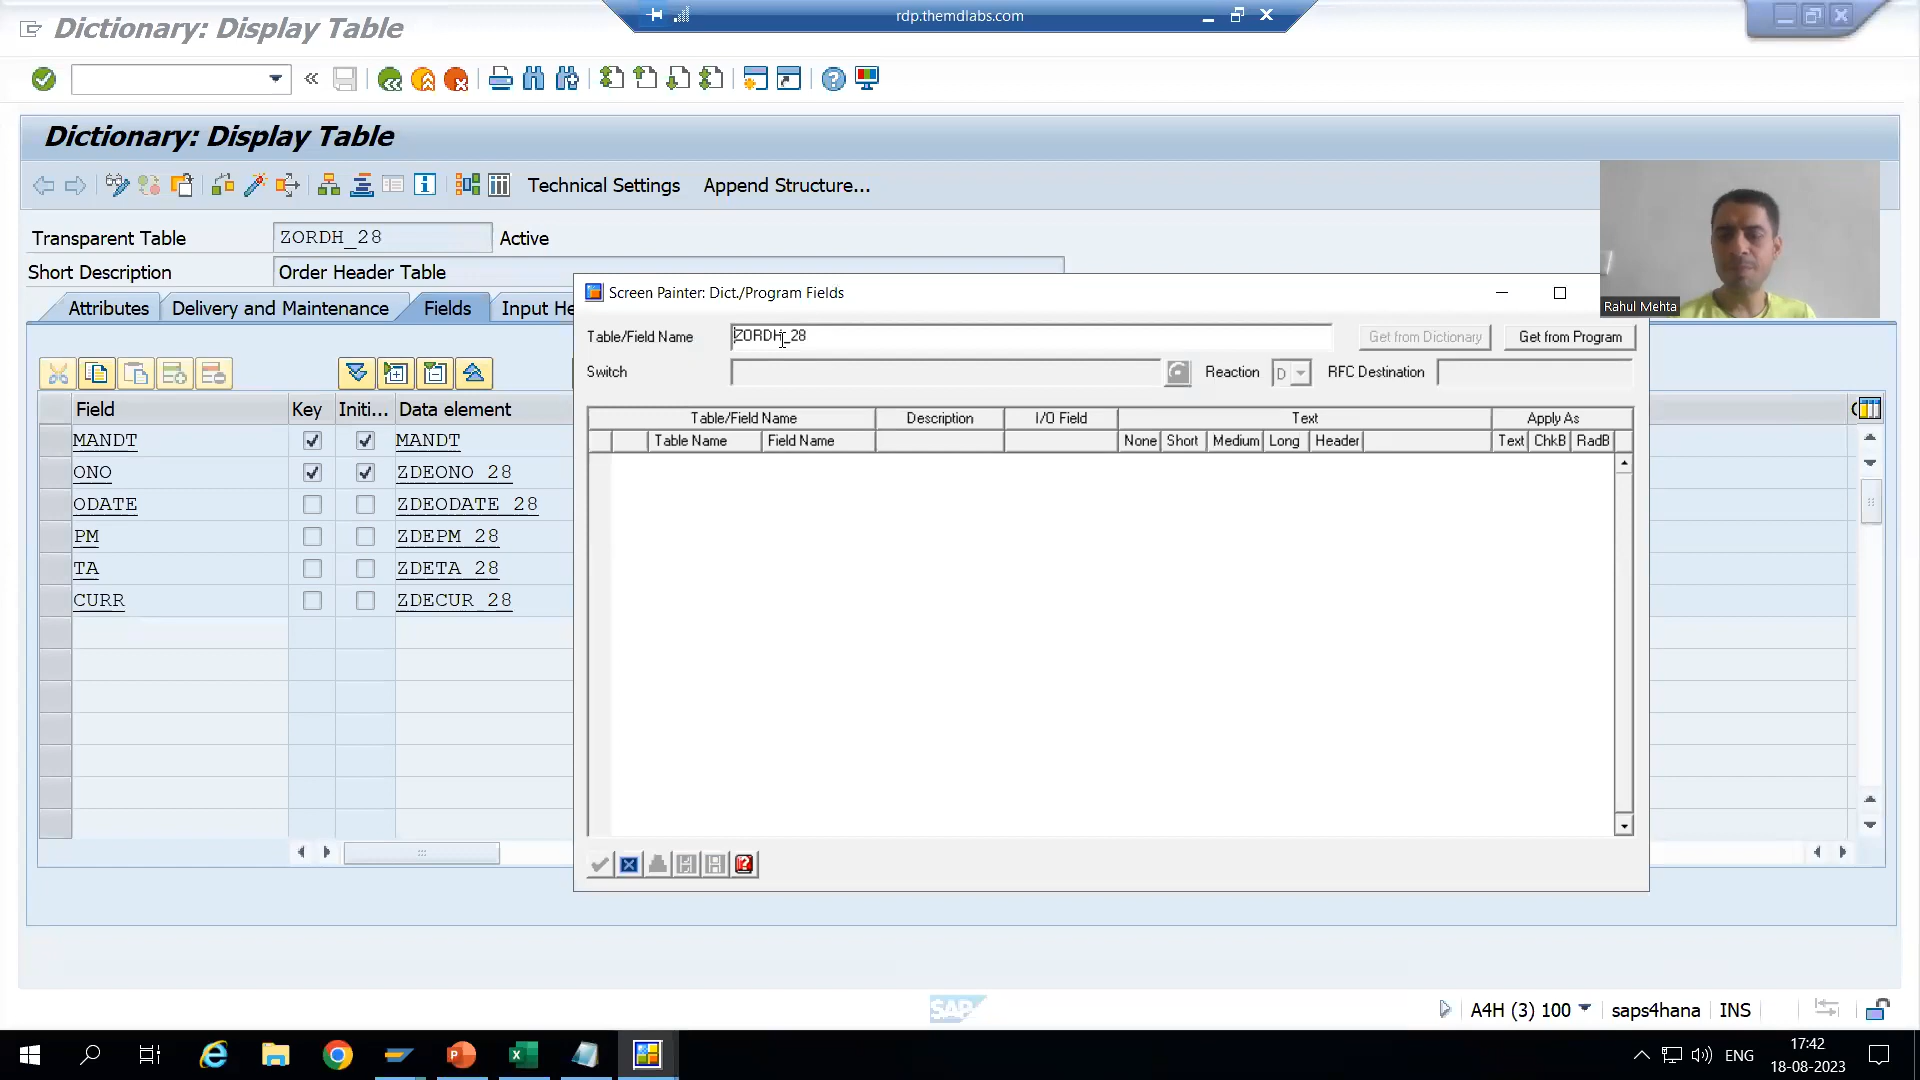 Dictionary: Display Table
rdp.themdlabs.com
Dictionary: Display Table
Technical Settings Append Structure...
Transparent Table ZORDH_28 Active
Short Description Order Header Table
Attributes Delivery and Maintenance Fields Input He
Field Key Initi... Data element
MANDT MANDT
ONO ZDEONO_28
ODATE ZDEODATE_28
PM ZDEPM_28
TA ZDETA_28
CURR ZDECUR_28
Screen Painter: Dict./Program Fields
Table/Field Name ZORDH_28 Get from Dictionary Get from Program
Switch Reaction D RFC Destination
Table/Field Name Description I/O Field Text Apply As
Table Name Field Name None Short Medium Long Header Text ChkB RadB
Rahul Mehta
SAP
A4H (3) 100 saps4hana INS
ENG
17:42
18-08-2023